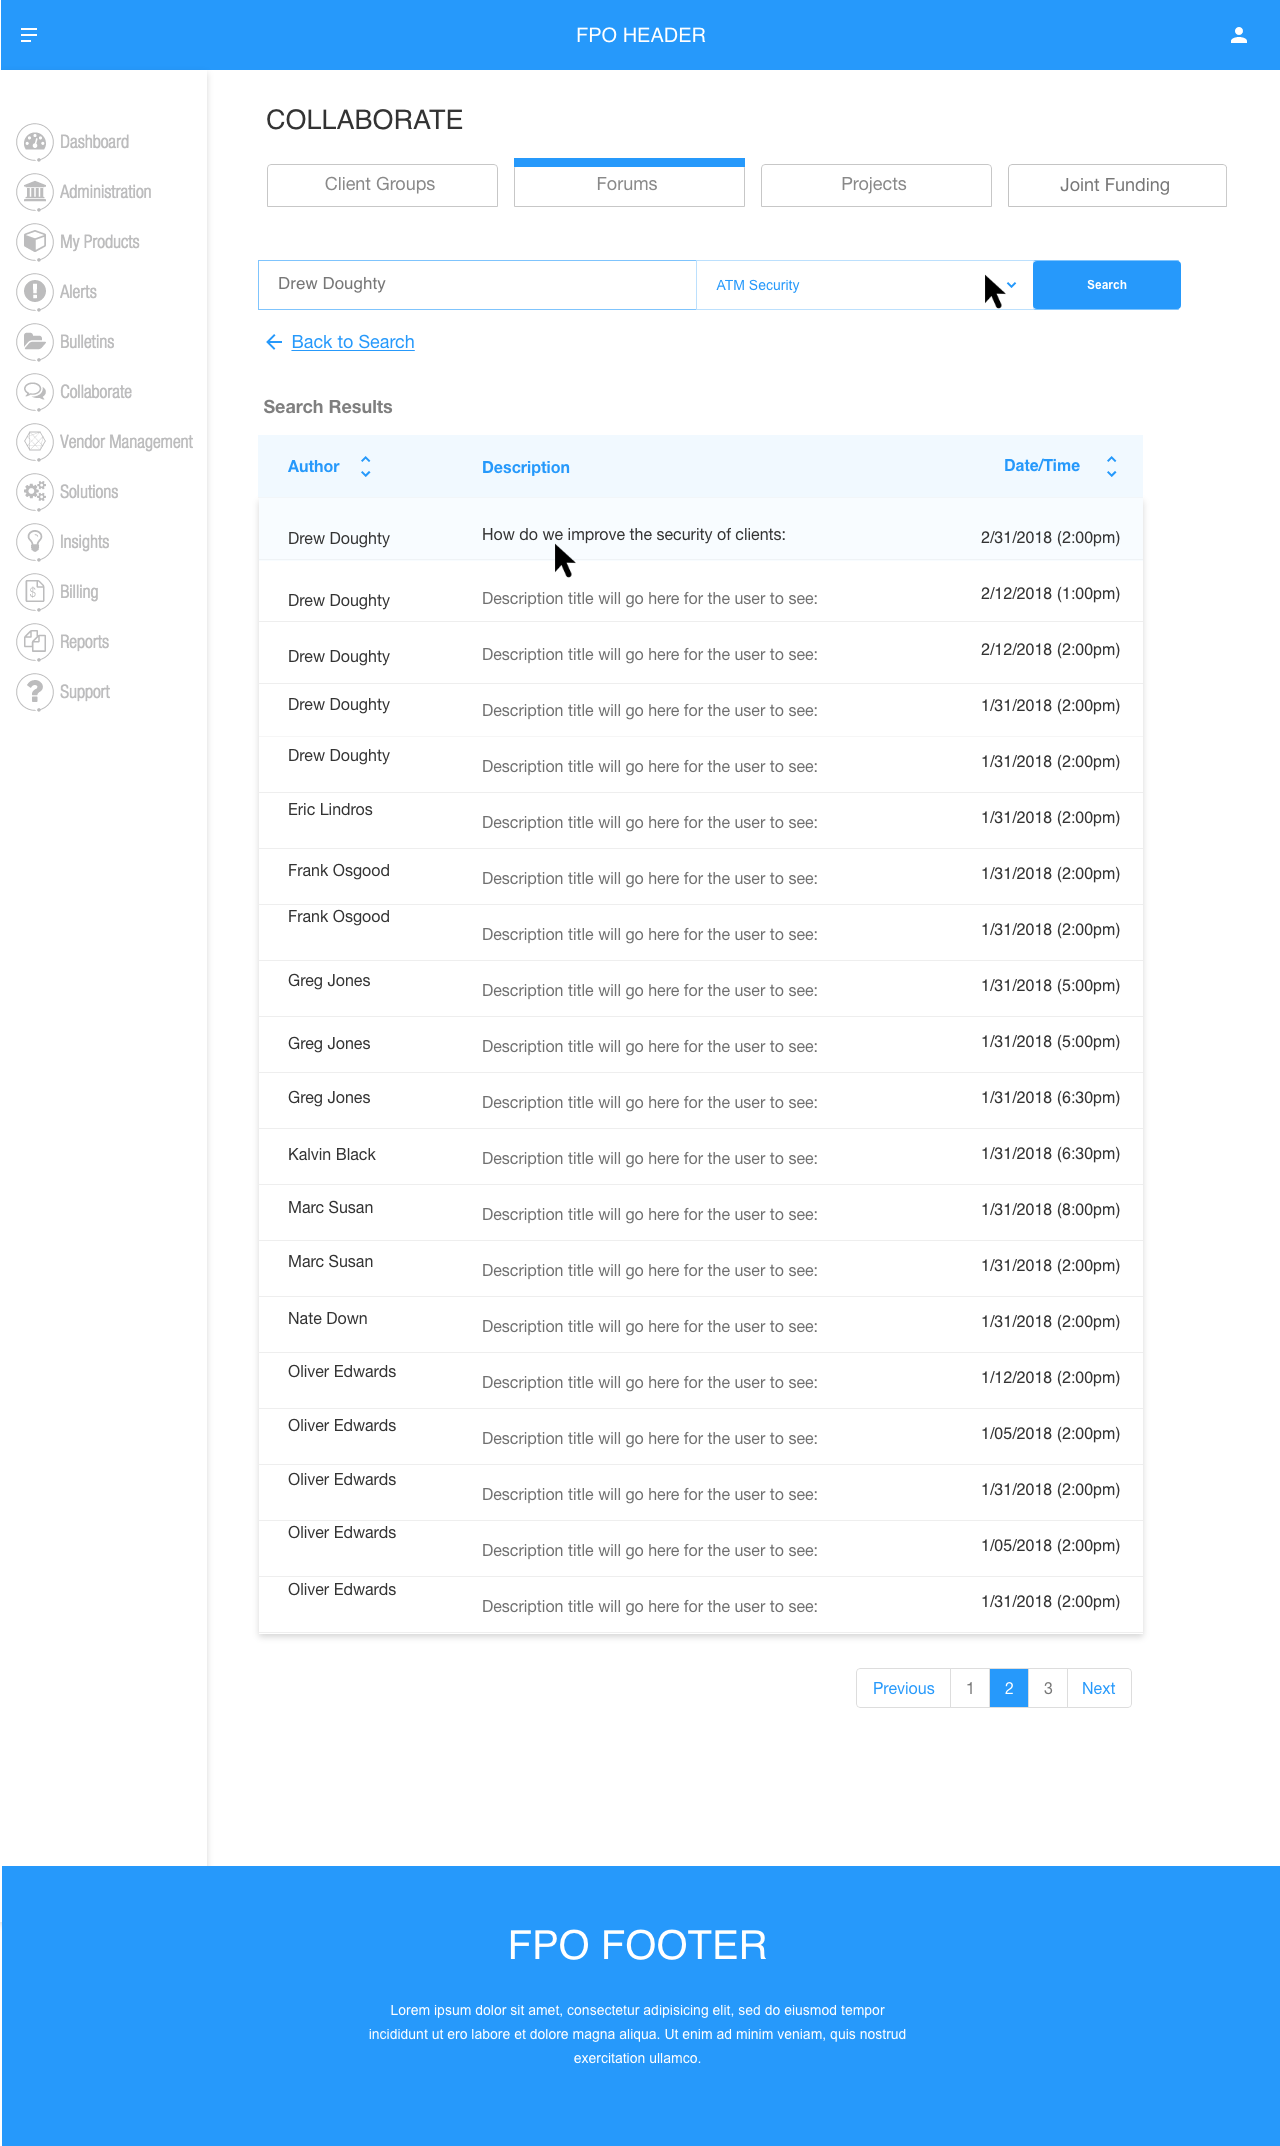 FPO HEADER
COLLABORATE
Dashboard
Administration
My Products
Alerts
Bulletins
Collaborate
Vendor Management
Solutions
Insights
$
Billing
Reports
Support
Client Groups
Forums
Projects
Joint Funding
Drew Doughty
ATM Security
Search
Back to Search
Search Results
Author Description Date/Time
Drew Doughty How do we improve the security of clients: 2/31/2018 (2:00pm)
Drew Doughty Description title will go here for the user to see: 2/12/2018 (1:00pm)
Drew Doughty Description title will go here for the user to see: 2/12/2018 (2:00pm)
Drew Doughty Description title will go here for the user to see: 1/31/2018 (2:00pm)
Drew Doughty Description title will go here for the user to see: 1/31/2018 (2:00pm)
Eric Lindros Description title will go here for the user to see: 1/31/2018 (2:00pm)
Frank Osgood Description title will go here for the user to see: 1/31/2018 (2:00pm)
Frank Osgood Description title will go here for the user to see: 1/31/2018 (2:00pm)
Greg Jones Description title will go here for the user to see: 1/31/2018 (5:00pm)
Greg Jones Description title will go here for the user to see: 1/31/2018 (5:00pm)
Greg Jones Description title will go here for the user to see: 1/31/2018 (6:30pm)
Kalvin Black Description title will go here for the user to see: 1/31/2018 (6:30pm)
Marc Susan Description title will go here for the user to see: 1/31/2018 (8:00pm)
Marc Susan Description title will go here for the user to see: 1/31/2018 (2:00pm)
Nate Down Description title will go here for the user to see: 1/31/2018 (2:00pm)
Oliver Edwards Description title will go here for the user to see: 1/12/2018 (2:00pm)
Oliver Edwards Description title will go here for the user to see: 1/05/2018 (2:00pm)
Oliver Edwards Description title will go here for the user to see: 1/31/2018 (2:00pm)
Oliver Edwards Description title will go here for the user to see: 1/05/2018 (2:00pm)
Oliver Edwards Description title will go here for the user to see: 1/31/2018 (2:00pm)
Previous 1 2 3 Next
FPO FOOTER
Lorem ipsum dolor sit amet, consectetur adipisicing elit, sed do eiusmod tempor
incididunt ut ero labore et dolore magna aliqua. Ut enim ad minim veniam, quis nostrud
exercitation ullamco.